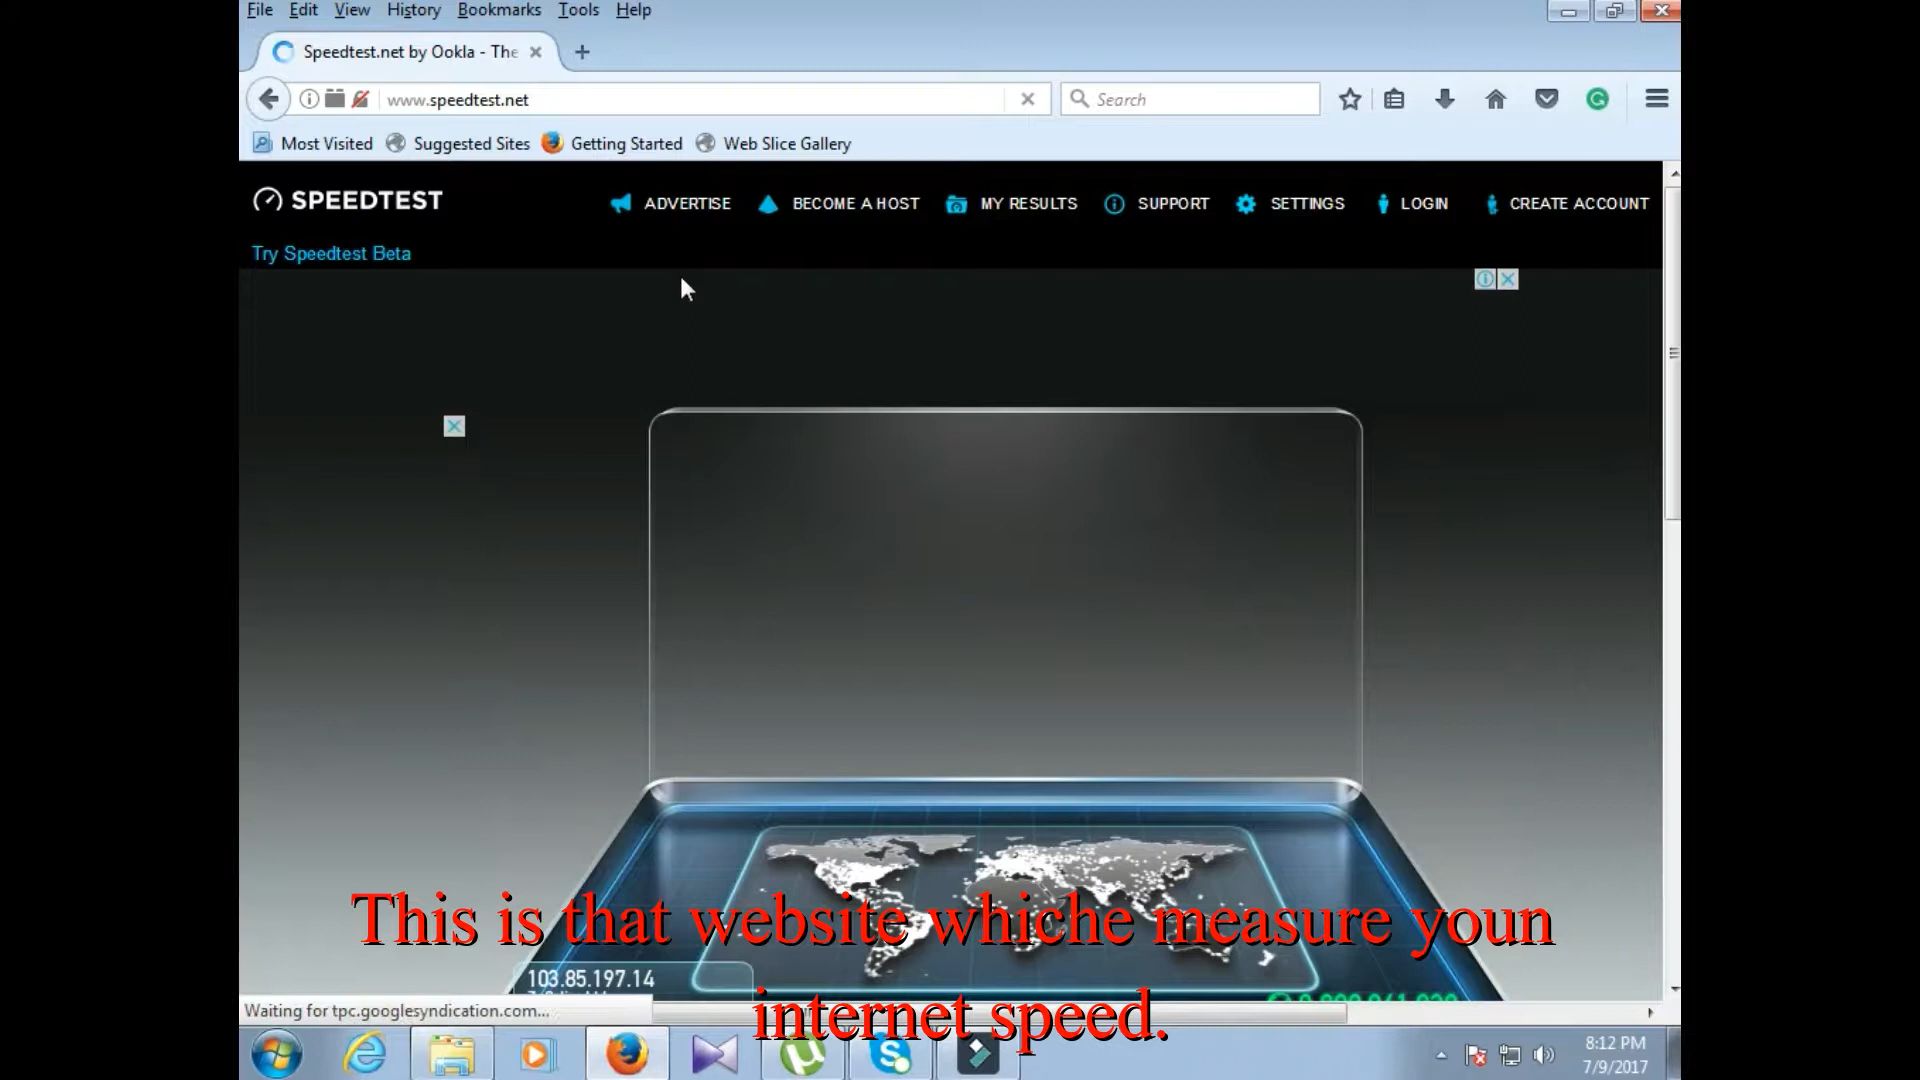 File Edit View History Bookmarks Tools Help
Speedtest.net by Ookla - The
www.speedtest.net
Search
Most Visited Suggested Sites Getting Started Web Slice Gallery
SPEEDTEST
ADVERTISE BECOME A HOST MY RESULTS SUPPORT SETTINGS LOGIN CREATE ACCOUNT
Try Speedtest Beta
This is that website whiche measure youn
103.85.197.14
internet speed.
Waiting for tpc.googlesyndication.com...
8:12 PM
7/9/2017